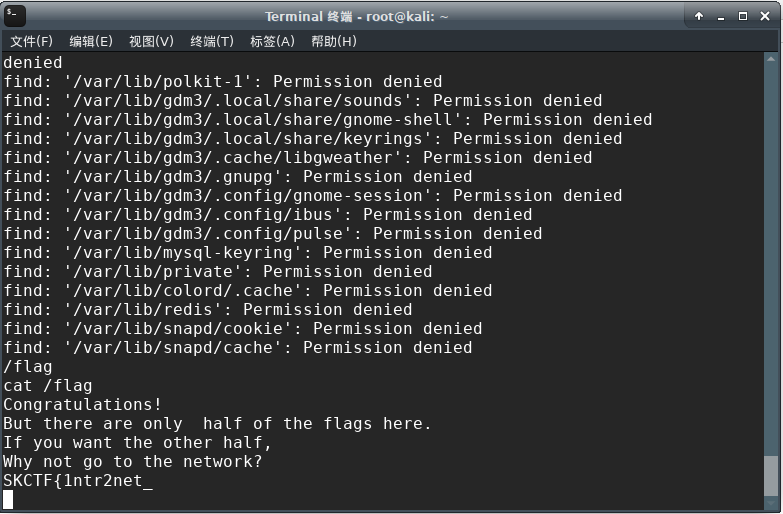 Terminal 终端 - root@kali: ~
文件(F) 编辑(E) 视图(V) 终端(T) 标签(A) 帮助(H)
denied
find: '/var/lib/polkit-1': Permission denied
find: '/var/lib/gdm3/.local/share/sounds': Permission denied
find: '/var/lib/gdm3/.local/share/gnome-shell': Permission denied
find: '/var/lib/gdm3/.local/share/keyrings': Permission denied
find: '/var/lib/gdm3/.cache/libgweather': Permission denied
find: '/var/lib/gdm3/.gnupg': Permission denied
find: '/var/lib/gdm3/.config/gnome-session': Permission denied
find: '/var/lib/gdm3/.config/ibus': Permission denied
find: '/var/lib/gdm3/.config/pulse': Permission denied
find: '/var/lib/mysql-keyring': Permission denied
find: '/var/lib/private': Permission denied
find: '/var/lib/colord/.cache': Permission denied
find: '/var/lib/redis': Permission denied
find: '/var/lib/snapd/cookie': Permission denied
find: '/var/lib/snapd/cache': Permission denied
/flag
cat /flag
Congratulations!
But there are only  half of the flags here.
If you want the other half,
Why not go to the network?
SKCTF{1ntr2net_